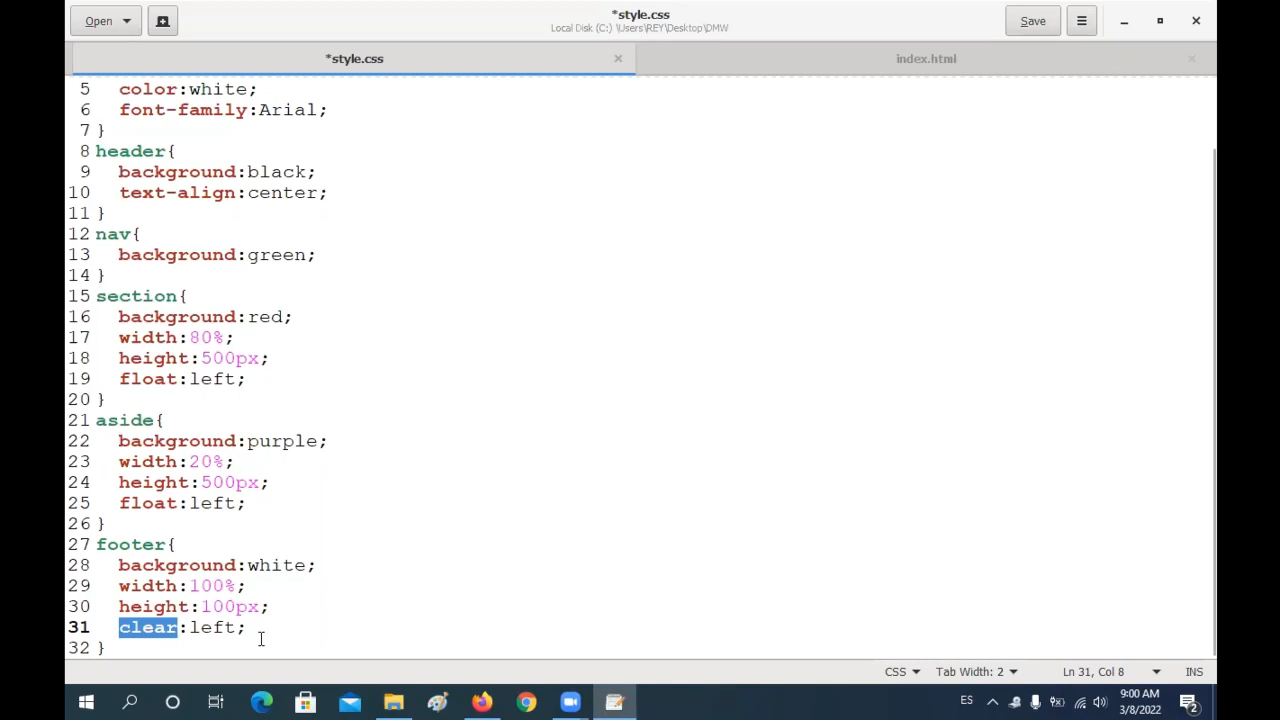 Open
*style.css
Local Disk (C:) \Users\REY\Desktop\DMW
Save
*style.css
index.html
5 color:white;
6 font-family:Arial;
7 }
8 header{
9 background:black;
10 text-align:center;
11 }
12 nav{
13 background:green;
14 }
15 section{
16 background:red;
17 width:80%;
18 height:500px;
19 float:left;
20 }
21 aside{
22 background:purple;
23 width:20%;
24 height:500px;
25 float:left;
26 }
27 footer{
28 background:white;
29 width:100%;
30 height:100px;
31 clear:left;
32 }
CSS Tab Width: 2 Ln 31, Col 8 INS
ES
9:00 AM
3/8/2022
2